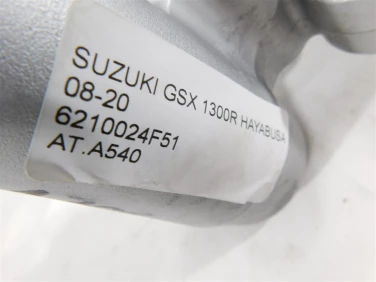 SUZUKI GSX 1300R HAYABUSA
08-20
6210024F51
AT.A540